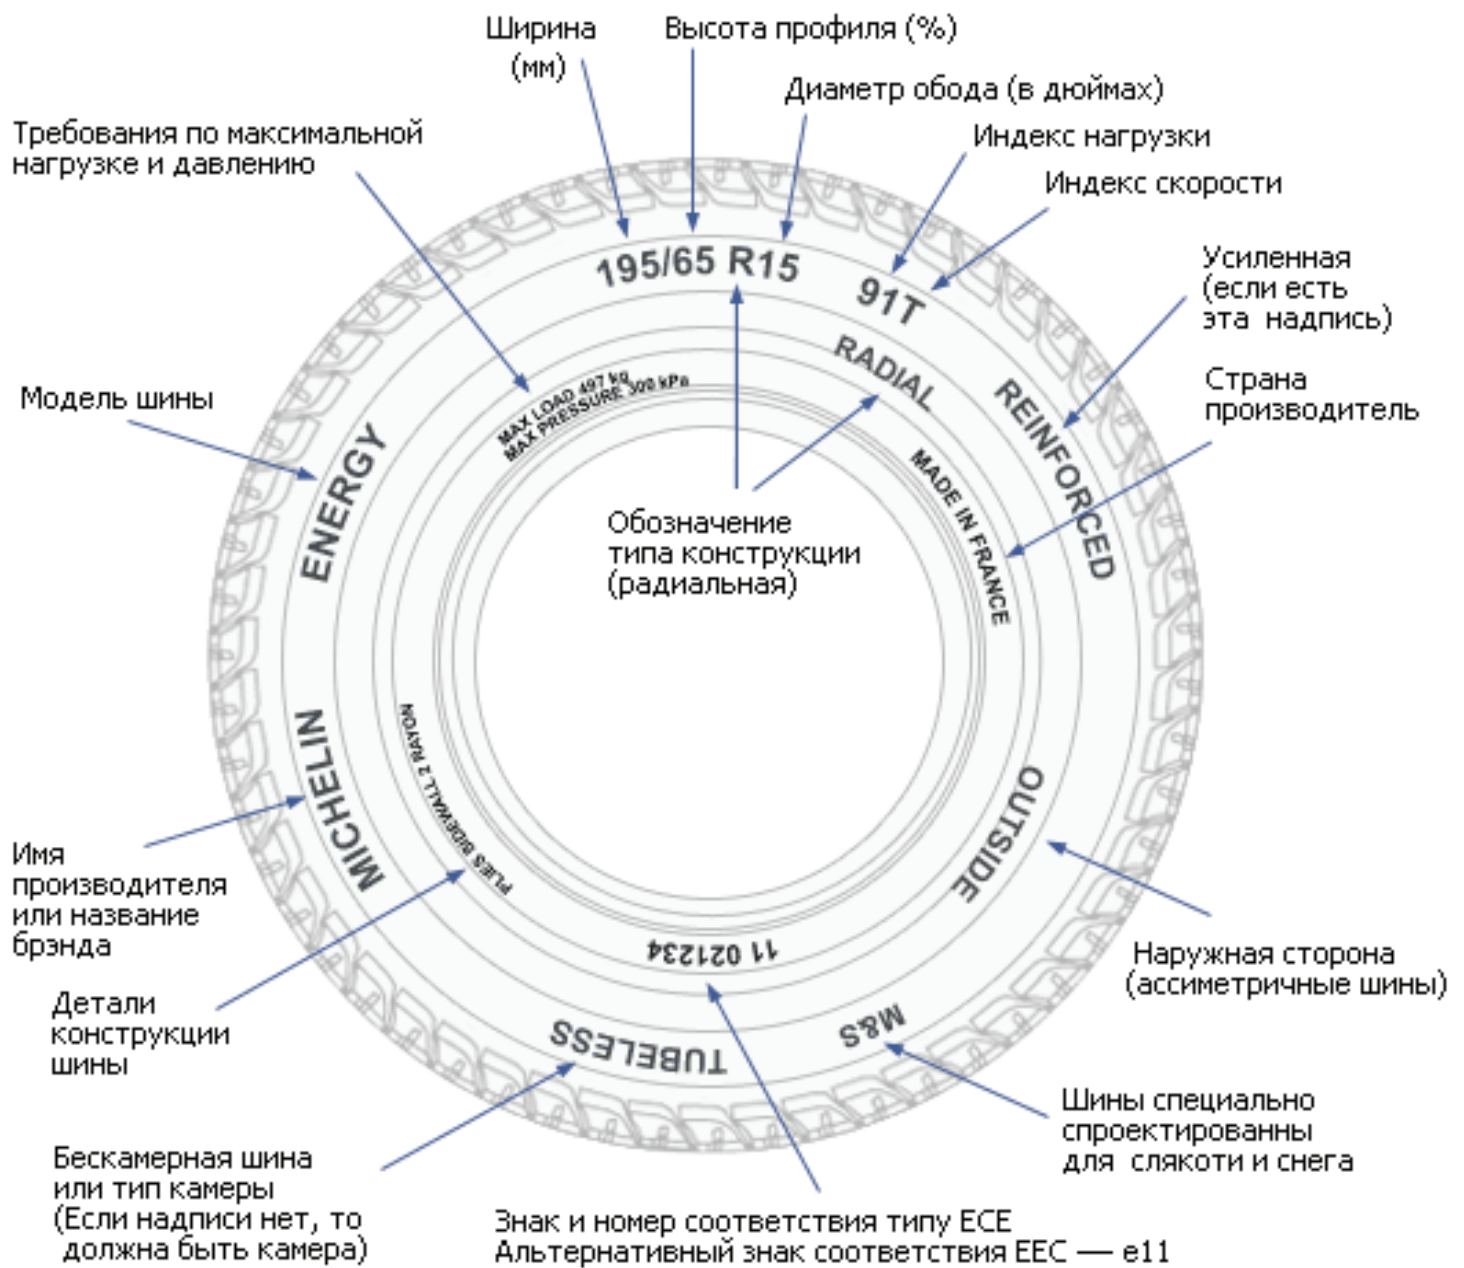 Ширина
(мм)
Высота профиля (%)
Диаметр обода (в дюймах)
Требования по максимальной
нагрузке и давлению
Индекс нагрузки
Индекс скорости
195/65 R15
91T
Усиленная
(если есть
эта надпись)
RADIAL
MAX LOAD 497 kg
MAX PRESSURE 300 kPa
REINFORCED
Страна
производитель
Модель шины
ENERGY
MADE IN FRANCE
Обозначение
типа конструкции
(радиальная)
MICHELIN
PLIES SIDEWALL 2 RAYON
OUTSIDE
Имя
производителя
или название
брэнда
11 021234
Наружная сторона
(ассиметричные шины)
Детали
конструкции
шины
TUBELESS
M&S
Шины специально
спроектированны
для слякоти и снега
Бескамерная шина
или тип камеры
(Если надписи нет, то
должна быть камера)
Знак и номер соответствия типу ECE
Альтернативный знак соответствия EEC — e11